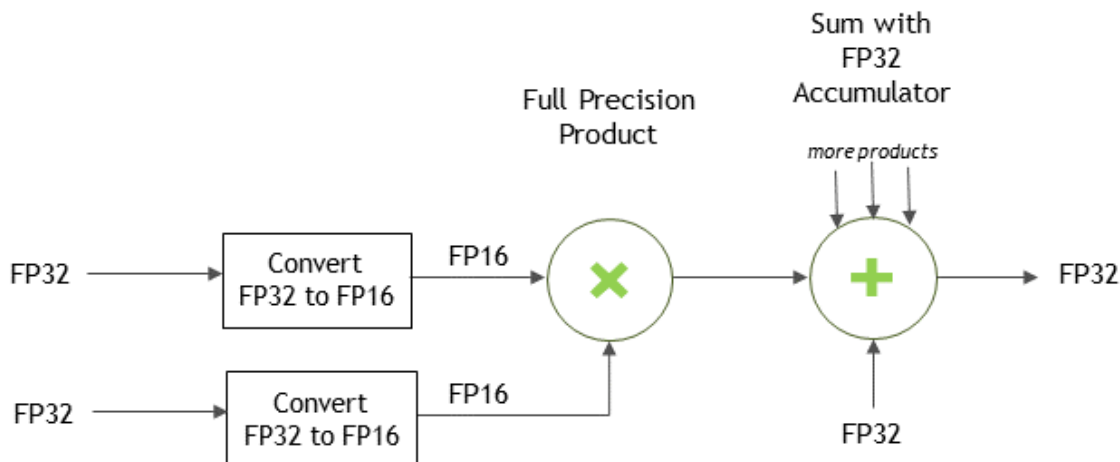 Sum with
FP32
Accumulator
Full Precision
Product
more products
FP32
Convert
FP32 to FP16
FP16
FP32
FP32
Convert
FP32 to FP16
FP16
FP32